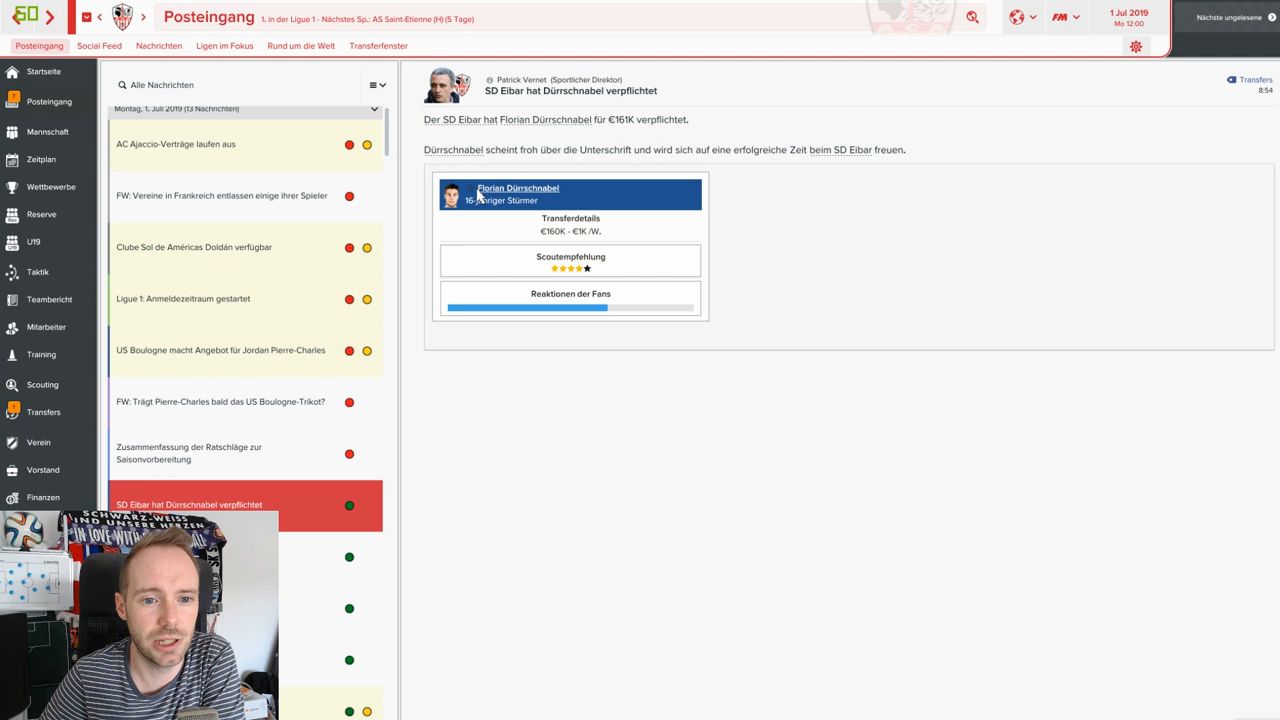 60
Posteingang
1. in der Ligue 1 - Nächstes Sp.: AS Saint-Etienne (H) (5 Tage)
FM
1 Jul 2019
Mo 12:00
Nächste ungelesene
Posteingang
Social Feed
Nachrichten
Ligen im Fokus
Rund um die Welt
Transferfenster
Startseite
Posteingang
Mannschaft
Zeitplan
Wettbewerbe
Reserve
U19
Taktik
Teambericht
Mitarbeiter
Training
Scouting
Transfers
Verein
Vorstand
Finanzen
Alle Nachrichten
Montag, 1. Juli 2019 (13 Nachrichten)
AC Ajaccio-Verträge laufen aus
FW: Vereine in Frankreich entlassen einige ihrer Spieler
Clube Sol de Américas Doldán verfügbar
Ligue 1: Anmeldezeitraum gestartet
US Boulogne macht Angebot für Jordan Pierre-Charles
FW: Trägt Pierre-Charles bald das US Boulogne-Trikot?
Zusammenfassung der Ratschläge zur
Saisonvorbereitung
SD Eibar hat Dürrschnabel verpflichtet
Patrick Vernet (Sportlicher Direktor)
SD Eibar hat Dürrschnabel verpflichtet
Transfers
8:54
Der SD Eibar hat Florian Dürrschnabel für €161K verpflichtet.
Dürrschnabel scheint froh über die Unterschrift und wird sich auf eine erfolgreiche Zeit beim SD Eibar freuen.
Florian Dürrschnabel
16-jähriger Stürmer
Transferdetails
€160K - €1K /W.
Scoutempfehlung
Reaktionen der Fans
SCHWARZ-WEISS
IND UNSERE HERZEN
IN LOVE WITH